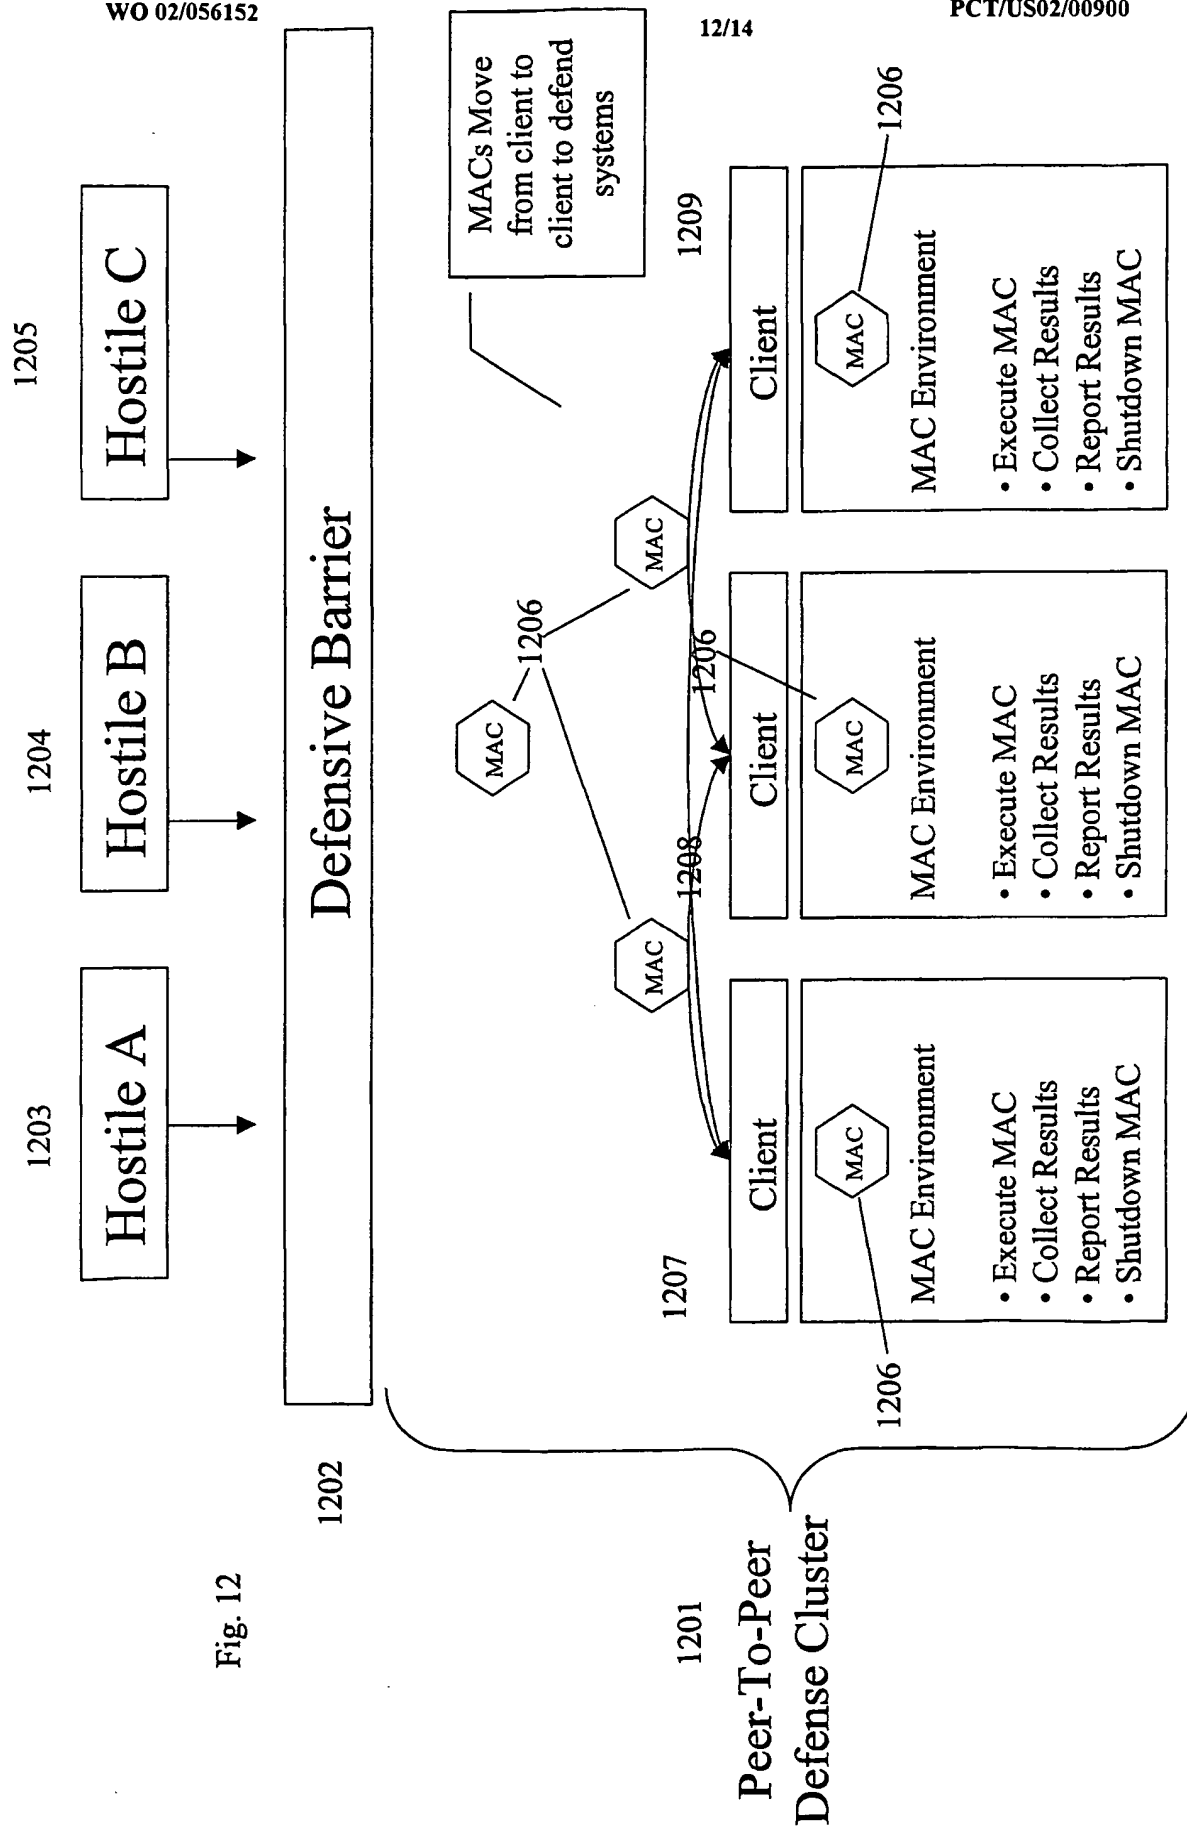 WO 02/056152
12/14
PCT/US02/00900
Fig. 12
1203
1204
1205
Hostile A
Hostile B
Hostile C
1202
Defensive Barrier
MACs Move
from client to
client to defend
systems
MAC
1206
MAC
MAC
1201
Peer-To-Peer
Defense Cluster
1207
1208
1206
1209
Client
Client
Client
1206
MAC
MAC Environment
• Execute MAC
• Collect Results
• Report Results
• Shutdown MAC
MAC
MAC Environment
• Execute MAC
• Collect Results
• Report Results
• Shutdown MAC
MAC
1206
MAC Environment
• Execute MAC
• Collect Results
• Report Results
• Shutdown MAC